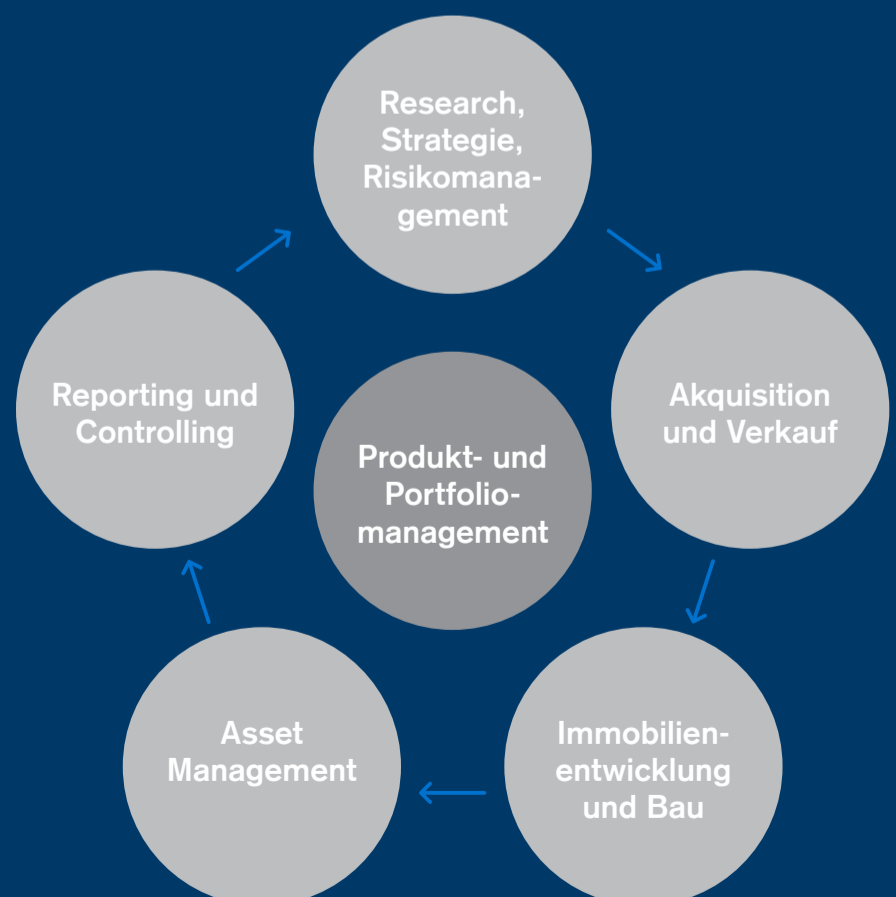 Research,
Strategie,
Risikomana-
gement
Akquisition
und Verkauf
Immobilien-
entwicklung
und Bau
Asset
Management
Reporting und
Controlling
Produkt- und
Portfolio-
management